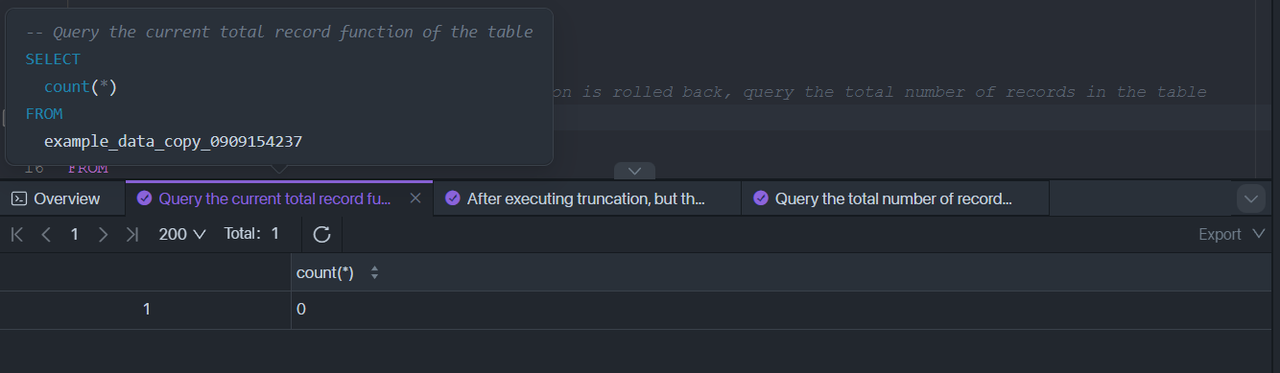 -- Query the current total record function of the table
SELECT
count(*)
FROM
example_data_copy_0909154237
on is rolled back, query the total number of records in the table
16 FROM
Overview
Query the current total record fu...
After executing truncation, but th...
Query the total number of record...
1
200
Total: 1
Export
count(*)
1 0